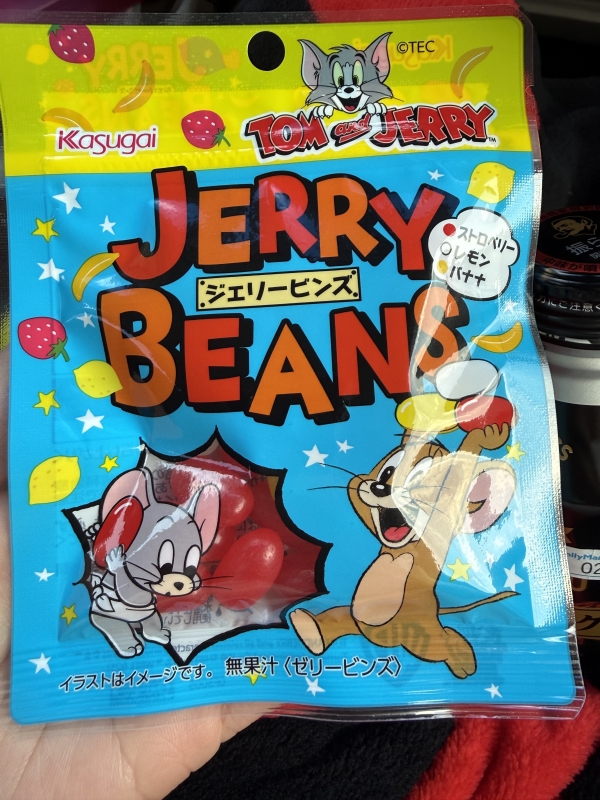 ©TEC
Kasugai
TOM and JERRY™
JERRY
ストロベリー
レモン
バナナ
ジェリービンズ
BEANS
イラストはイメージです。 無果汁〈ゼリービンズ〉